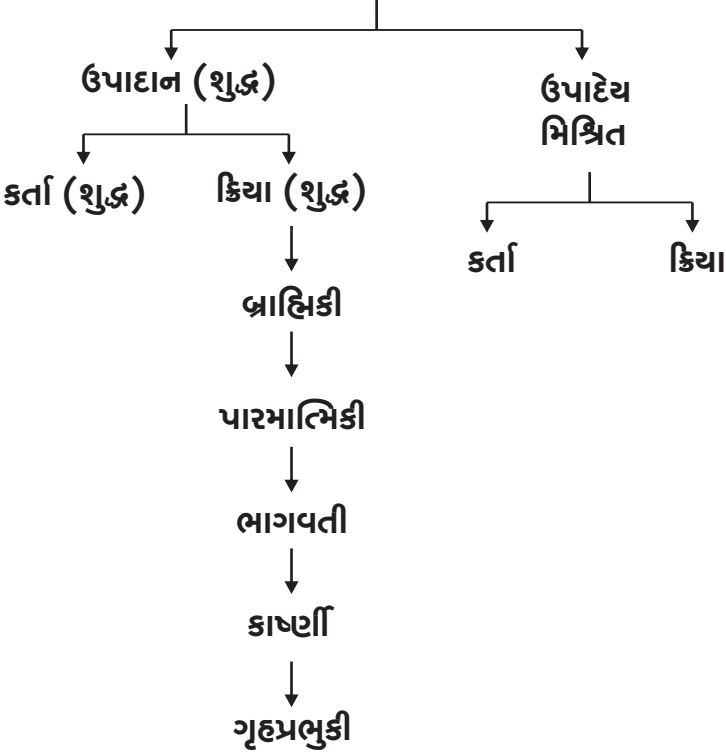 ઉપાદાન (શુદ્ધ)
ઉપાદેય
મિશ્રિત
કર્તા (શુદ્ધ)
ક્રિયા (શુદ્ધ)
કર્તા
ક્રિયા
બ્રાહ્મિકી
પારમાત્મિકી
ભાગવતી
કાર્ષ્ણી
ગૃહપ્રભુકી